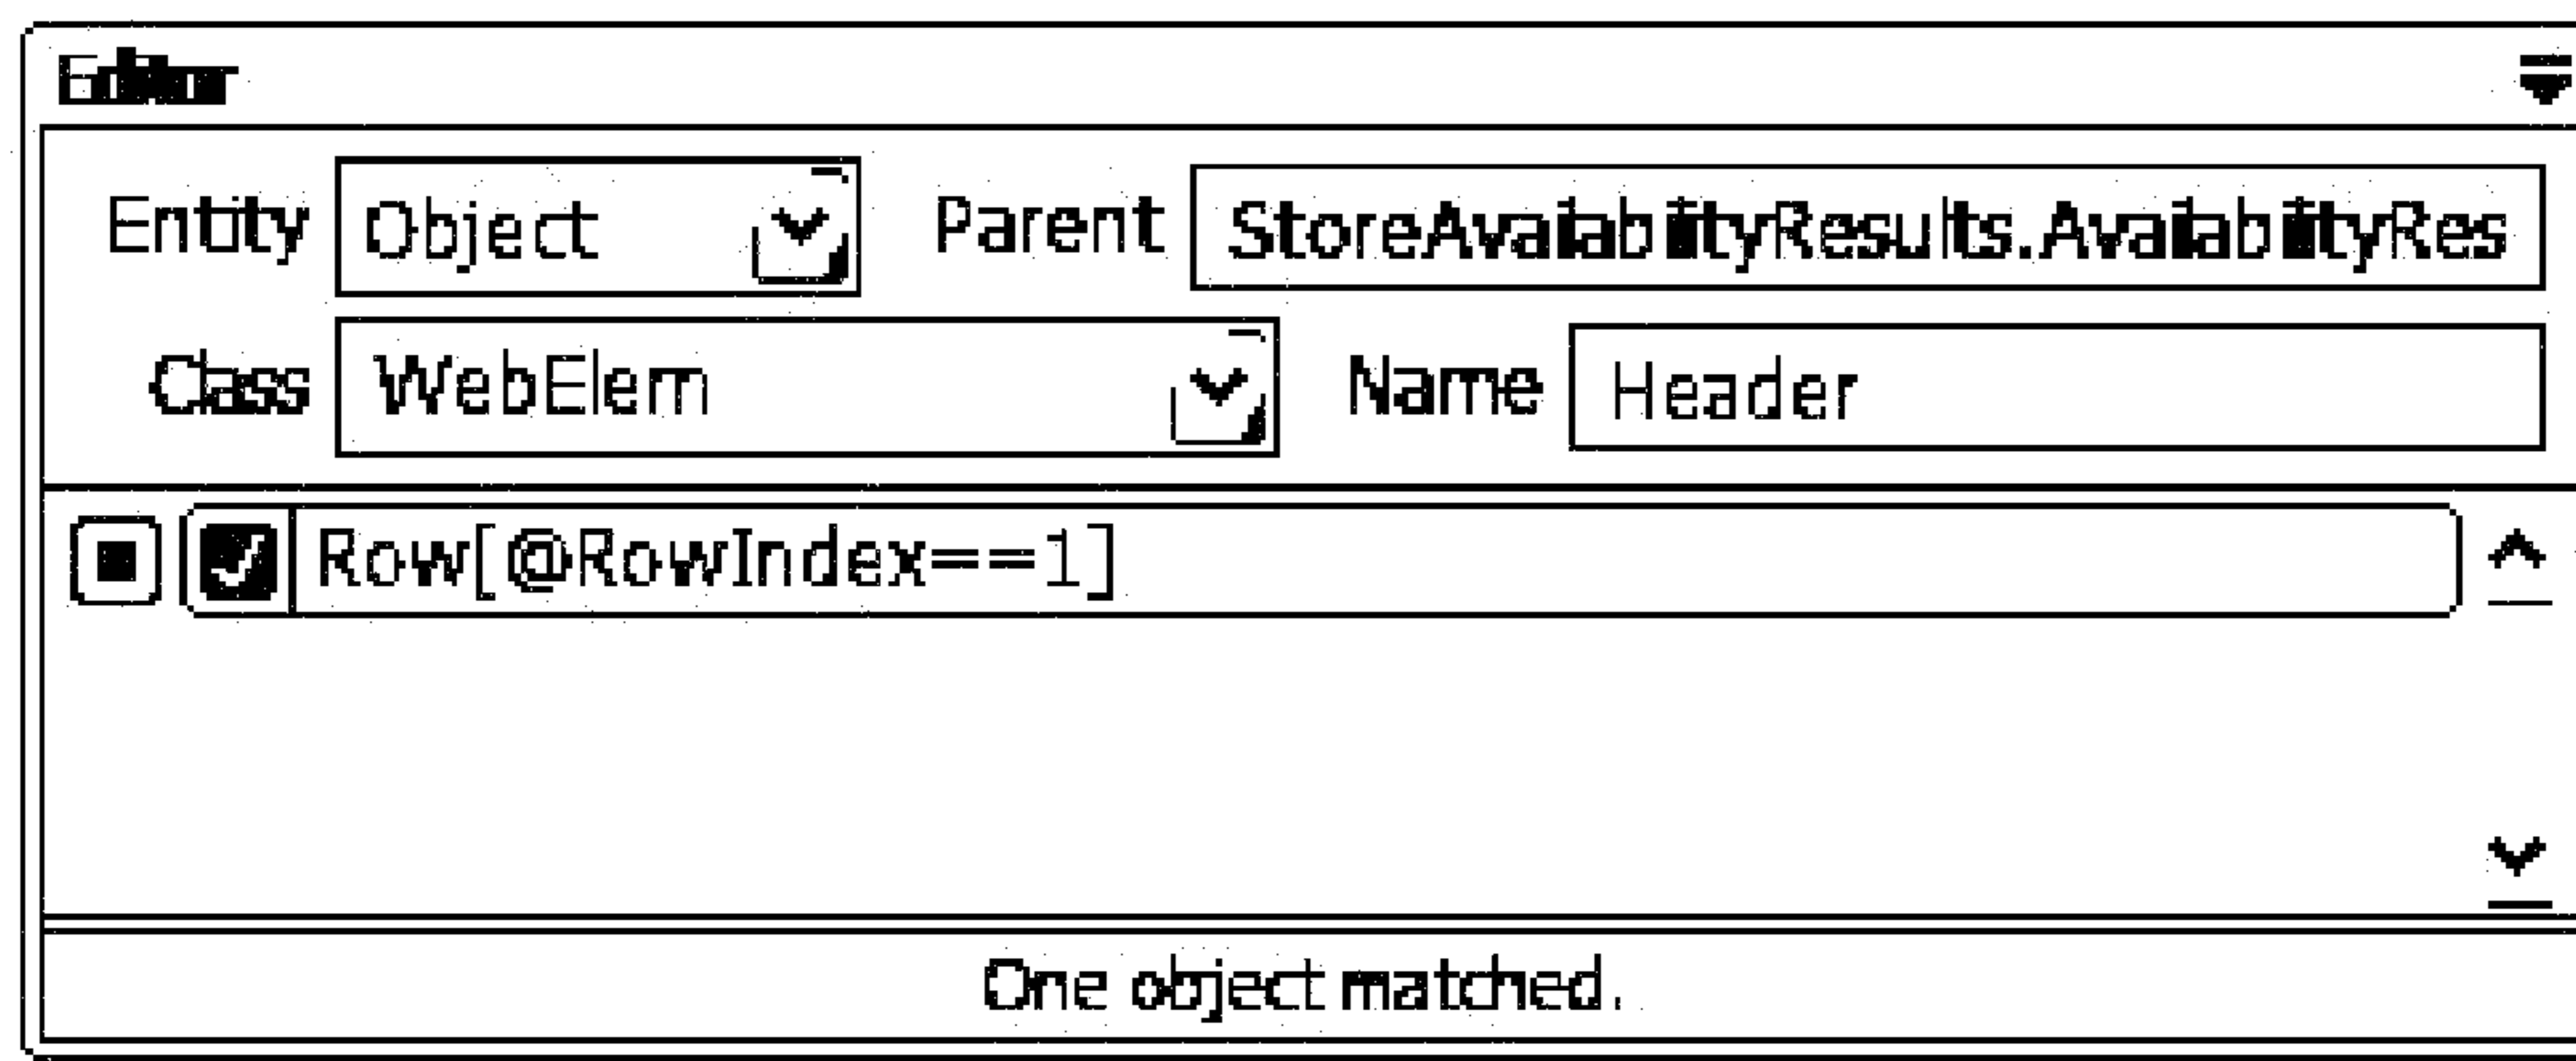 Editor
Entity Object Parent StoreAvailabilityResults.AvailabilityRes
Class WebElem Name Header
Row[@RowIndex==1]
One object matched.